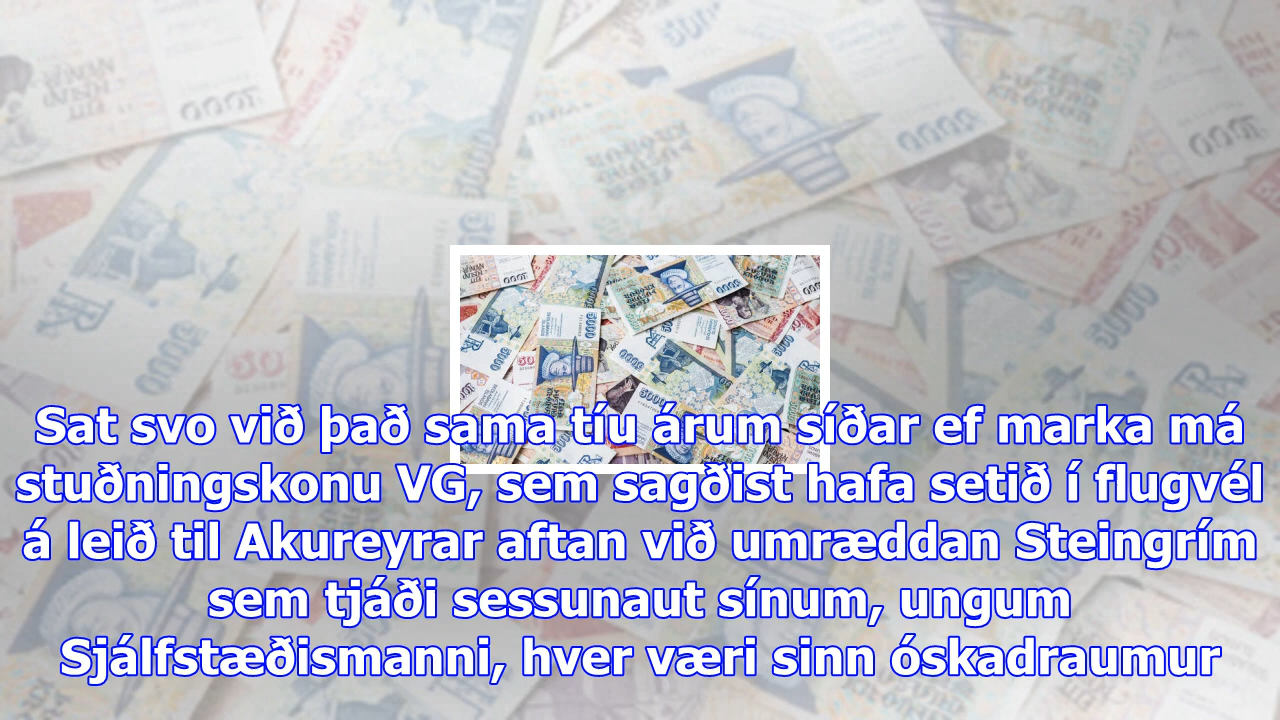 Sat svo við það sama tíu árum síðar ef marka má
stuðningskonu VG, sem sagðist hafa setið í flugvél
á leið til Akureyrar aftan við umræddan Steingrím
sem tjáði sessunaut sínum, ungum
Sjálfstæðismanni, hver væri sinn óskadraumur